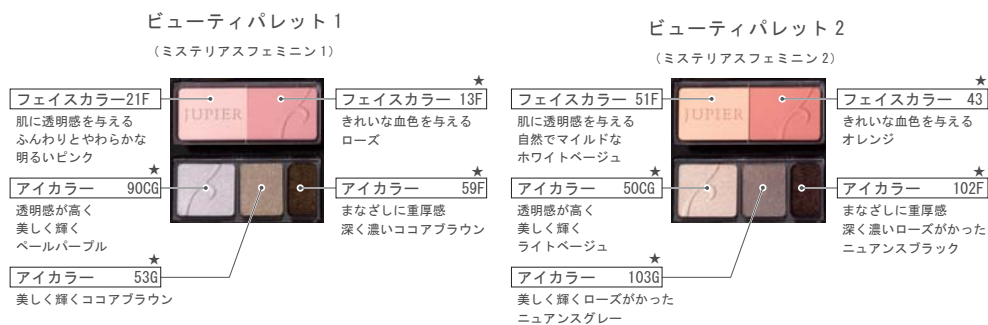 ビューティパレット 1
(ミステリアスフェミニン 1)
フェイスカラー21F
肌に透明感を与える
ふんわりとやわらかな
明るいピンク
★
フェイスカラー 13F
きれいな血色を与える
ローズ
JUPIER
★
アイカラー 90CG
透明感が高く
美しく輝く
ペールパープル
★
アイカラー 59F
まなざしに重厚感
深く濃いココアブラウン
★
アイカラー 53G
美しく輝くココアブラウン
ビューティパレット 2
(ミステリアスフェミニン 2)
フェイスカラー 51F
肌に透明感を与える
自然でマイルドな
ホワイトベージュ
★
フェイスカラー 43
きれいな血色を与える
オレンジ
JUPIER
★
アイカラー 50CG
透明感が高く
美しく輝く
ライトベージュ
★
アイカラー 102F
まなざしに重厚感
深く濃いローズがかった
ニュアンスブラック
★
アイカラー 103G
美しく輝くローズがかった
ニュアンスグレー